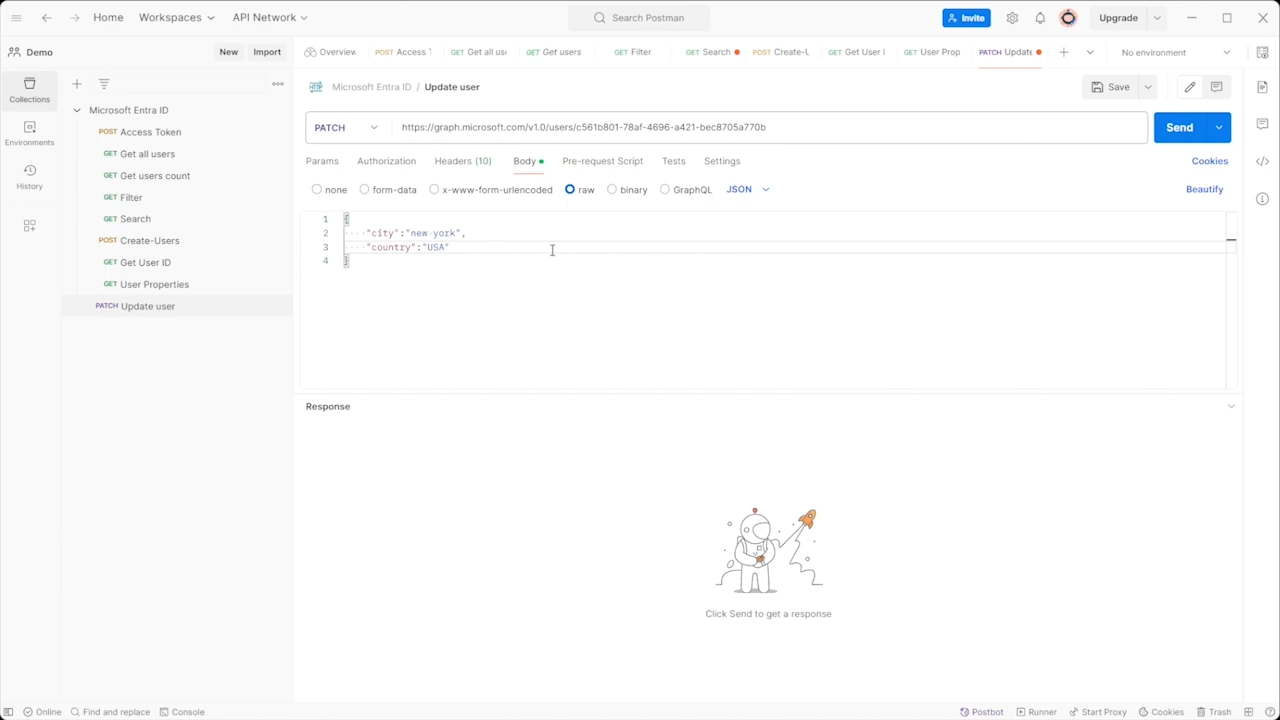 Home Workspaces API Network Search Postman Invite Upgrade
Demo New Import Overview POST Access T GET Get all use GET Get users GET Filter GET Search POST Create-U GET Get User I GET User Prop PATCH Update No environment
Collections
Environments
History
Microsoft Entra ID
POST Access Token
GET Get all users
GET Get users count
GET Filter
GET Search
POST Create-Users
GET Get User ID
GET User Properties
PATCH Update user
HTTP Microsoft Entra ID / Update user Save
PATCH https://graph.microsoft.com/v1.0/users/c561b801-78af-4696-a421-bec8705a770b Send
Params Authorization Headers (10) Body Pre-request Script Tests Settings Cookies
none form-data x-www-form-urlencoded raw binary GraphQL JSON Beautify
1 {
2 "city":"new york",
3 "country":"USA"
4 }
Response
Click Send to get a response
Online Find and replace Console Postbot Runner Start Proxy Cookies Trash